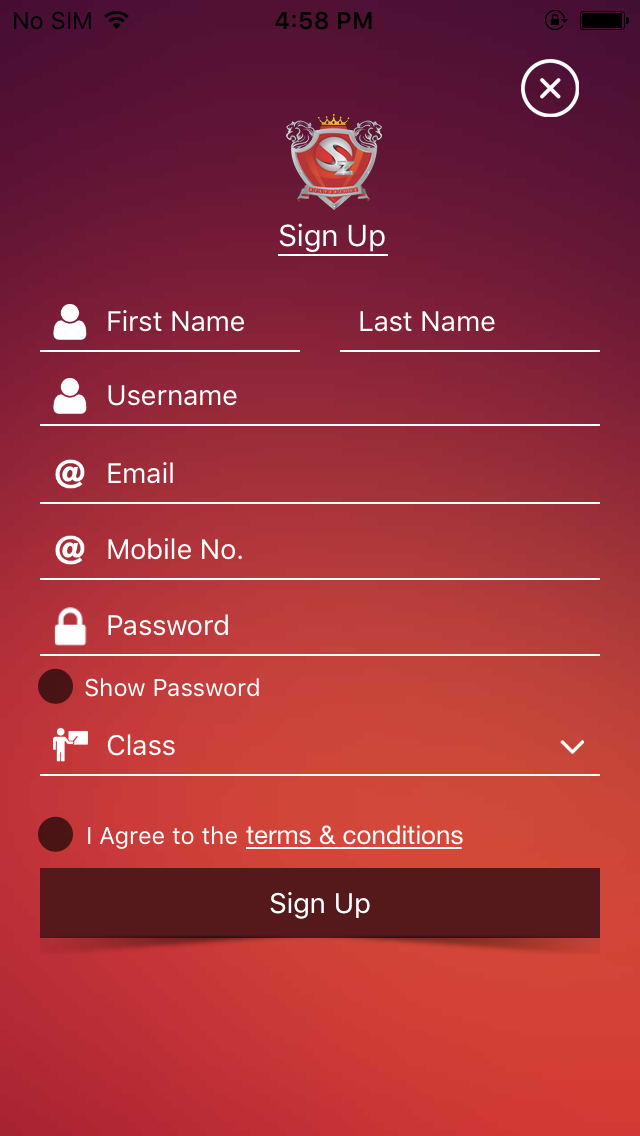 No SIM 4:58 PM
Sign Up
First Name Last Name
Username
@ Email
@ Mobile No.
Password
Show Password
Class
I Agree to the terms & conditions
Sign Up